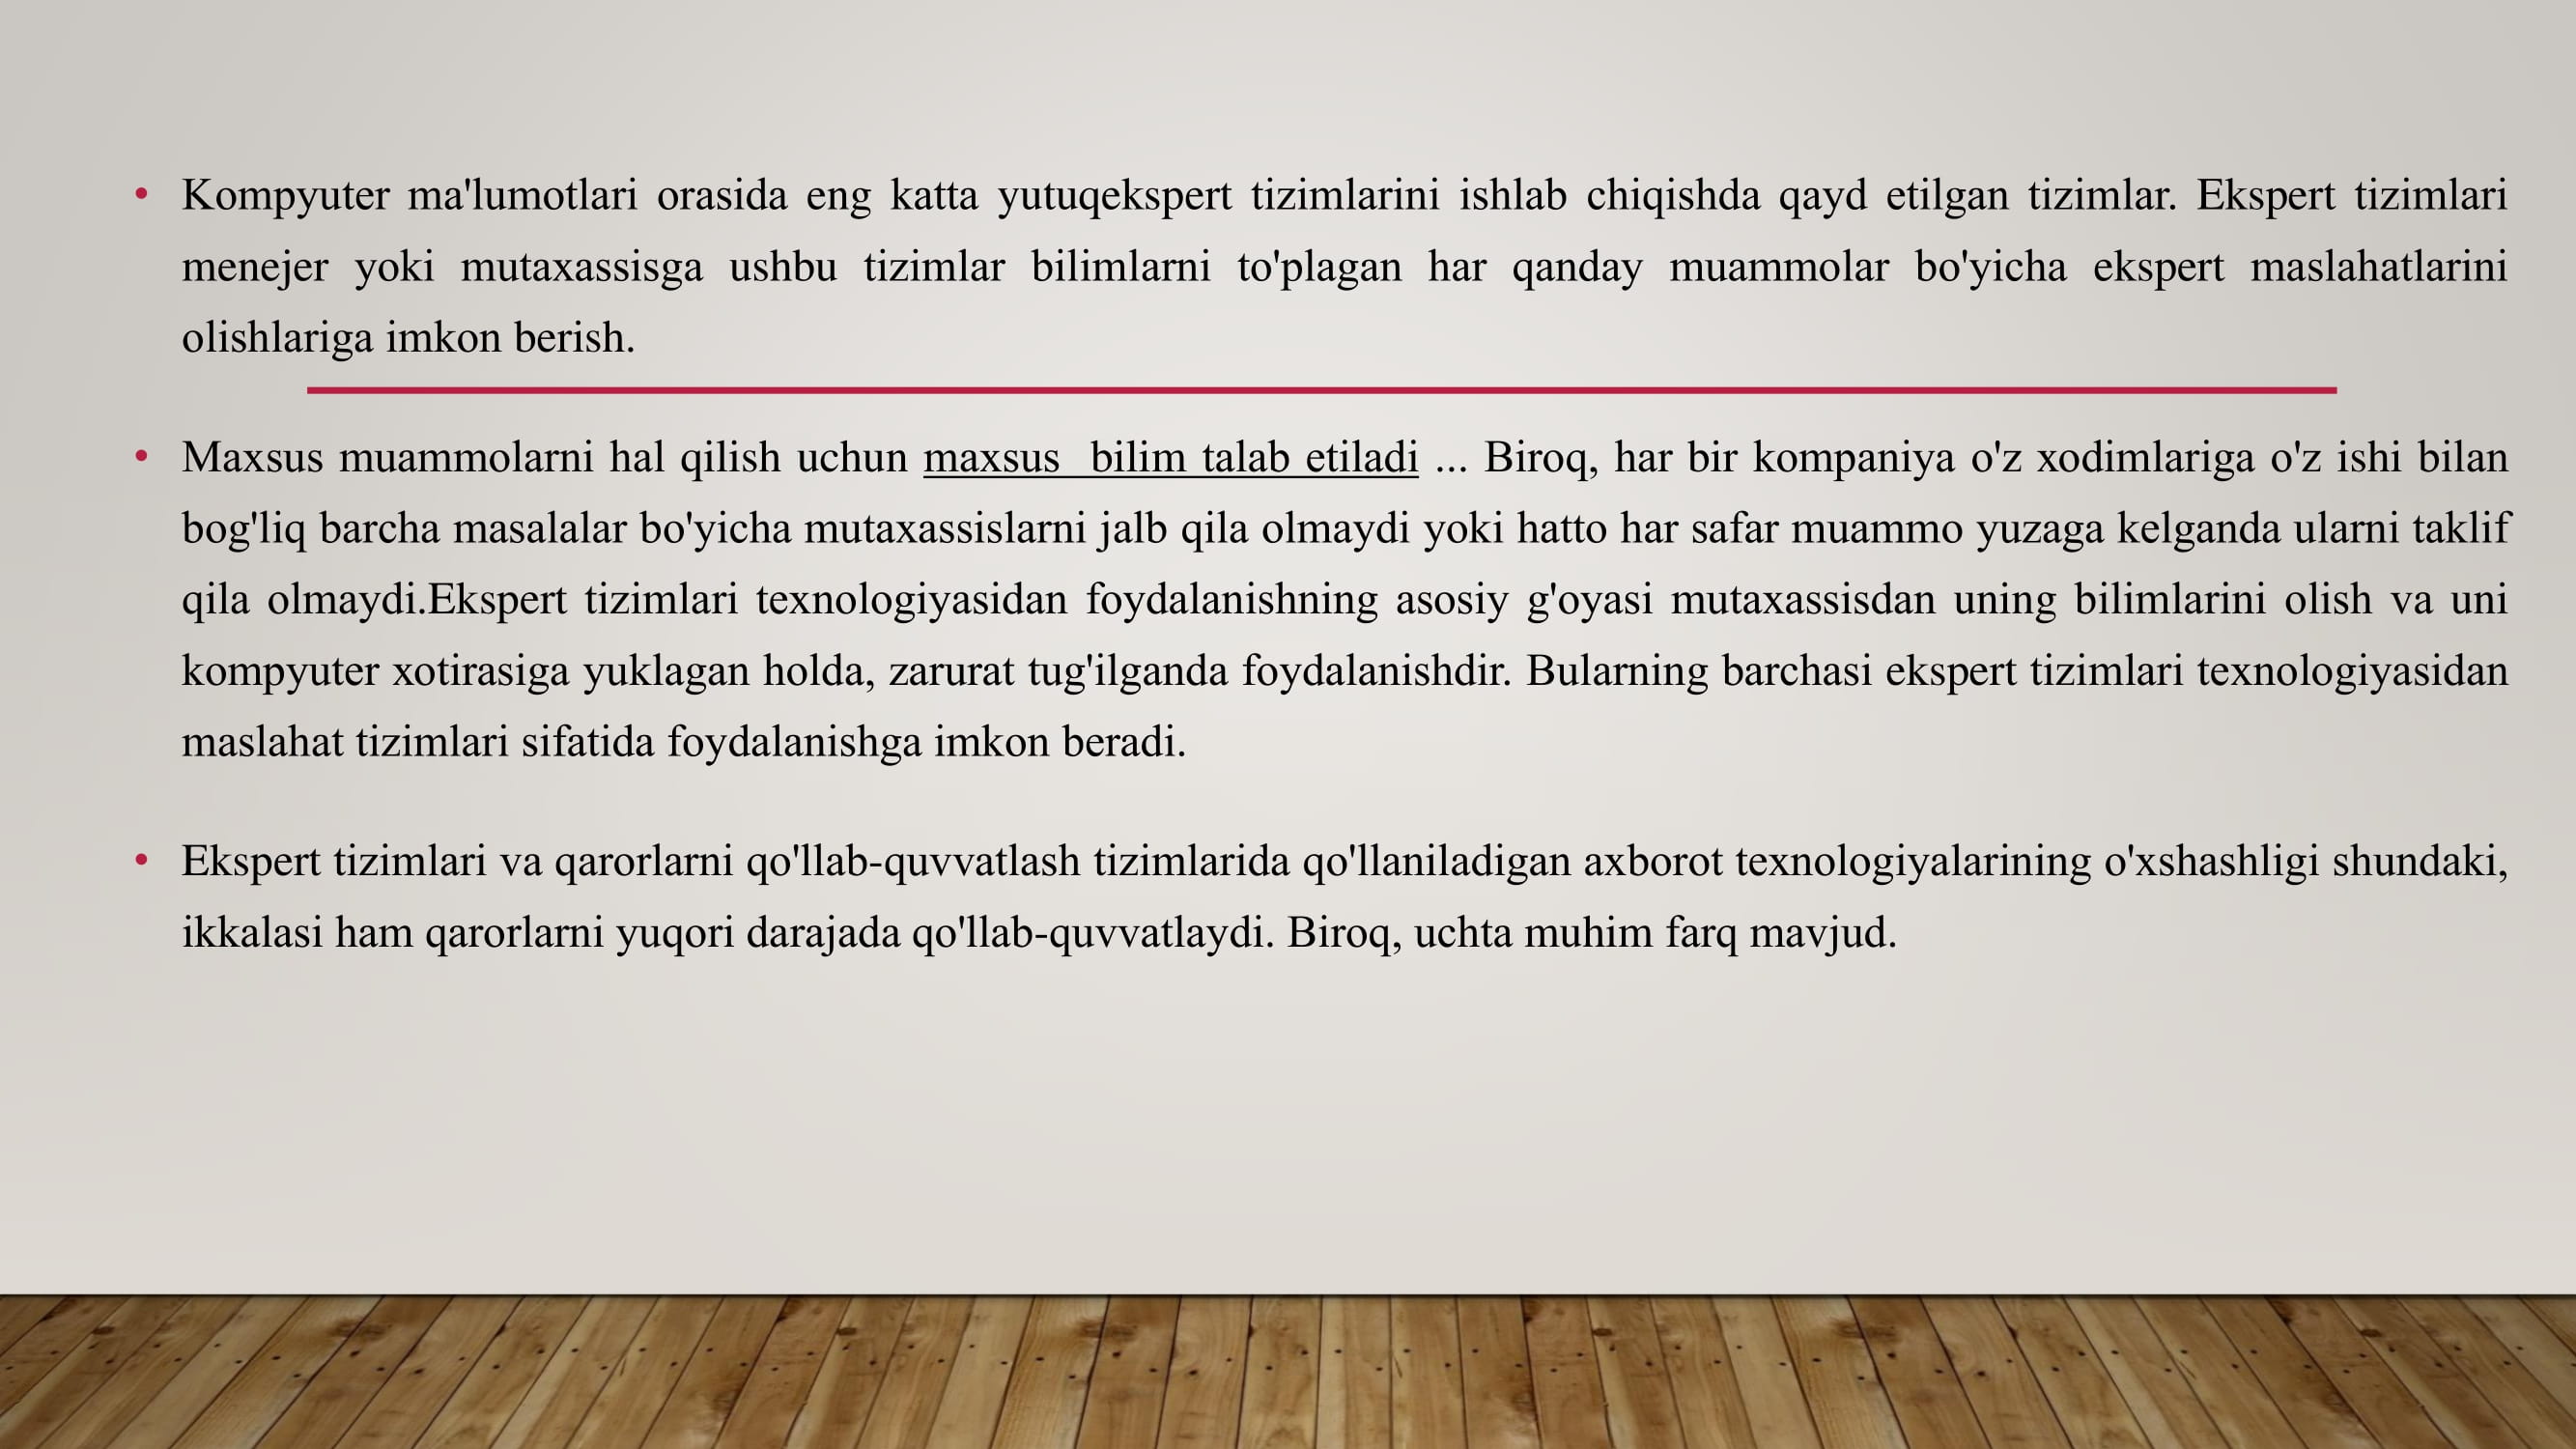 • Kompyuter ma'lumotlari orasida eng katta yutuqekspert tizimlarini ishlab chiqishda qayd etilgan tizimlar. Ekspert tizimlari
menejer yoki mutaxassisga ushbu tizimlar bilimlarni to'plagan har qanday muammolar bo'yicha ekspert maslahatlarini
olishlariga imkon berish.
• Maxsus muammolarni hal qilish uchun maxsus  bilim talab etiladi ... Biroq, har bir kompaniya o'z xodimlariga o'z ishi bilan
bog'liq barcha masalalar bo'yicha mutaxassislarni jalb qila olmaydi yoki hatto har safar muammo yuzaga kelganda ularni taklif
qila olmaydi.Ekspert tizimlari texnologiyasidan foydalanishning asosiy g'oyasi mutaxassisdan uning bilimlarini olish va uni
kompyuter xotirasiga yuklagan holda, zarurat tug'ilganda foydalanishdir. Bularning barchasi ekspert tizimlari texnologiyasidan
maslahat tizimlari sifatida foydalanishga imkon beradi.
• Ekspert tizimlari va qarorlarni qo'llab-quvvatlash tizimlarida qo'llaniladigan axborot texnologiyalarining o'xshashligi shundaki,
ikkalasi ham qarorlarni yuqori darajada qo'llab-quvvatlaydi. Biroq, uchta muhim farq mavjud.